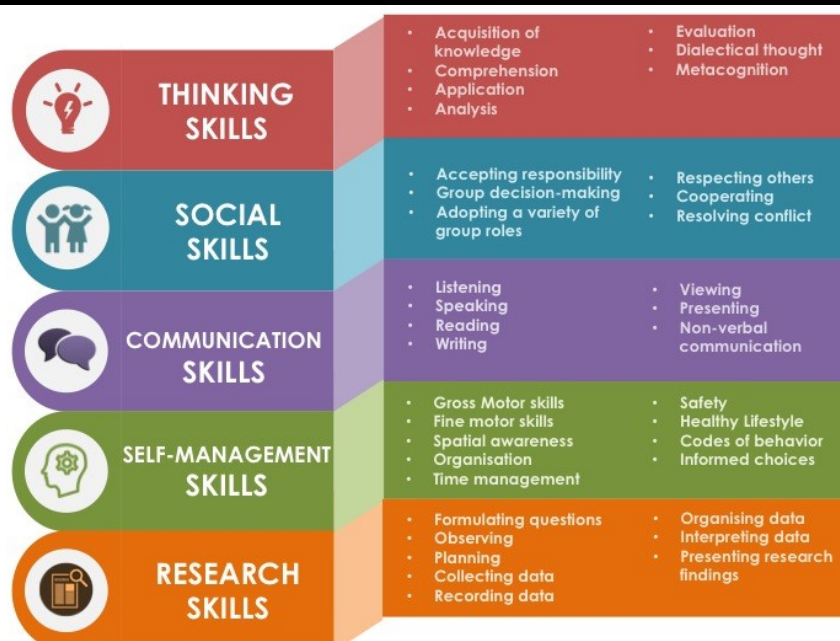 THINKING
SKILLS
• Acquisition of
knowledge
• Comprehension
• Application
• Analysis
• Evaluation
• Dialectical thought
• Metacognition
SOCIAL
SKILLS
• Accepting responsibility
• Group decision-making
• Adopting a variety of
group roles
• Respecting others
• Cooperating
• Resolving conflict
COMMUNICATION
SKILLS
• Listening
• Speaking
• Reading
• Writing
• Viewing
• Presenting
• Non-verbal
communication
SELF-MANAGEMENT
SKILLS
• Gross Motor skills
• Fine motor skills
• Spatial awareness
• Organisation
• Time management
• Safety
• Healthy Lifestyle
• Codes of behavior
• Informed choices
RESEARCH
SKILLS
• Formulating questions
• Observing
• Planning
• Collecting data
• Recording data
• Organising data
• Interpreting data
• Presenting research
findings